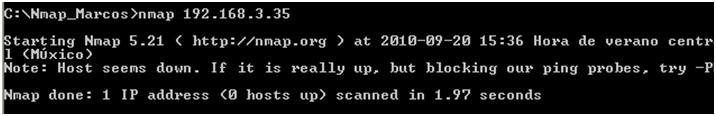 C:\Nmap_Marcos>nmap 192.168.3.35
Starting Nmap 5.21 ( http://nmap.org ) at 2010-09-20 15:36 Hora de verano centr
l (Múxico)
Note: Host seems down. If it is really up, but blocking our ping probes, try -P
Nmap done: 1 IP address (0 hosts up) scanned in 1.97 seconds